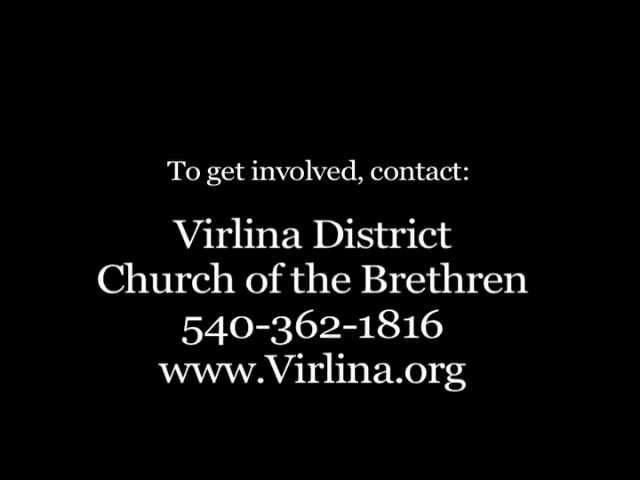 To get involved, contact:
Virlina District
Church of the Brethren
540-362-1816
www.Virlina.org